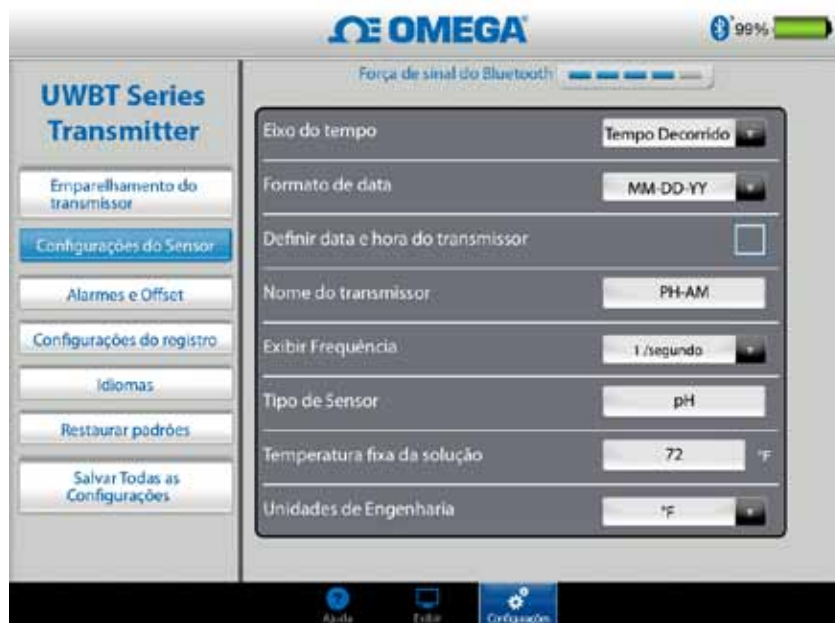 OMEGA
99%
UWBT Series
Transmitter
Emparelhamento do
transmissor
Configurações do Sensor
Alarmes e Offset
Configurações do registro
Idiomas
Restaurar padrões
Salvar Todas as
Configurações
Força de sinal do Bluetooth
Eixo do tempo
Tempo Decorrido
Formato de data
MM-DD-YY
Definir data e hora do transmissor
Nome do transmissor
PH-AM
Exibir Frequência
1 /segundo
Tipo de Sensor
pH
Temperatura fixa da solução
72 °F
Unidades de Engenharia
°F
Ajuda
Exibir
Configurações